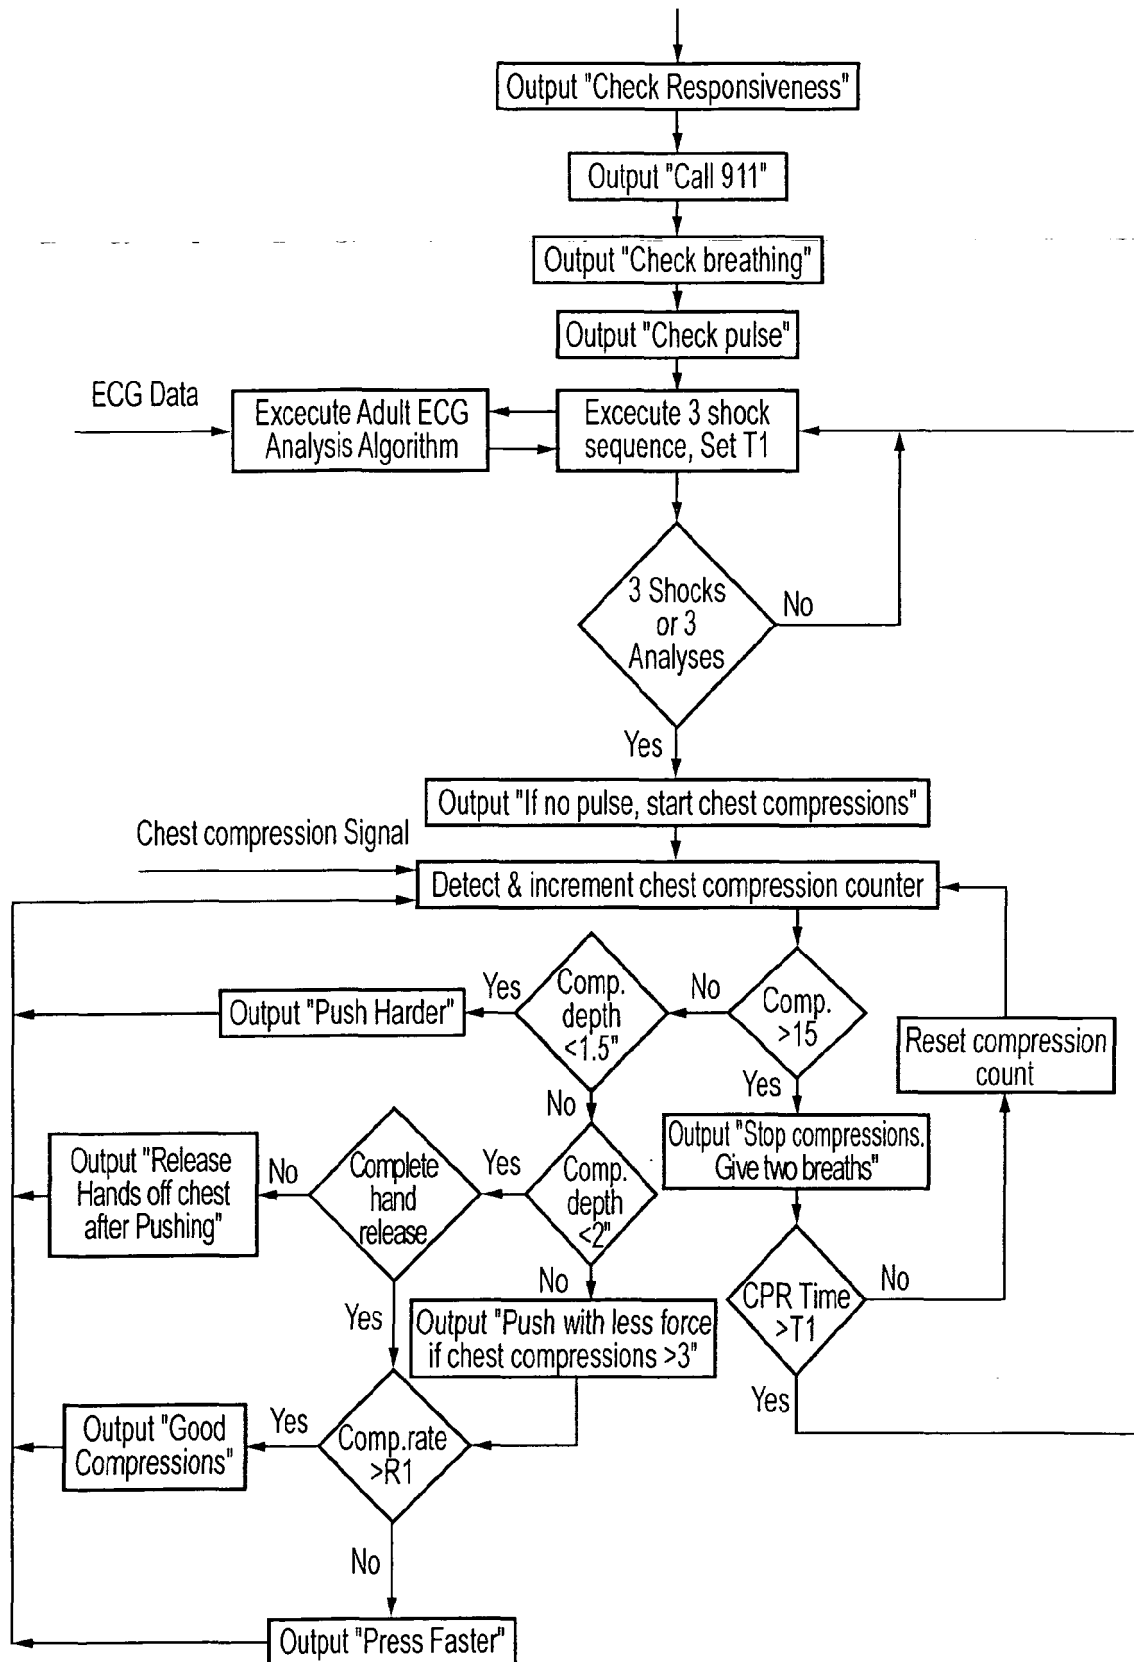 Output "Check Responsiveness"
Output "Call 911"
Output "Check breathing"
Output "Check pulse"
ECG Data
Excecute Adult ECG
Analysis Algorithm
Excecute 3 shock
sequence, Set T1
3 Shocks
or 3
Analyses
No
Yes
Output "If no pulse, start chest compressions"
Chest compression Signal
Detect & increment chest compression counter
Comp.
>15
No
Yes
Comp.
depth
<1.5"
Yes
No
Output "Push Harder"
Reset compression
count
Output "Stop compressions.
Give two breaths"
Comp.
depth
<2"
Yes
No
Complete
hand
release
No
Yes
Output "Release
Hands off chest
after Pushing"
CPR Time
>T1
No
Yes
Output "Push with less force
if chest compressions >3"
Comp.rate
>R1
Yes
No
Output "Good
Compressions"
Output "Press Faster"